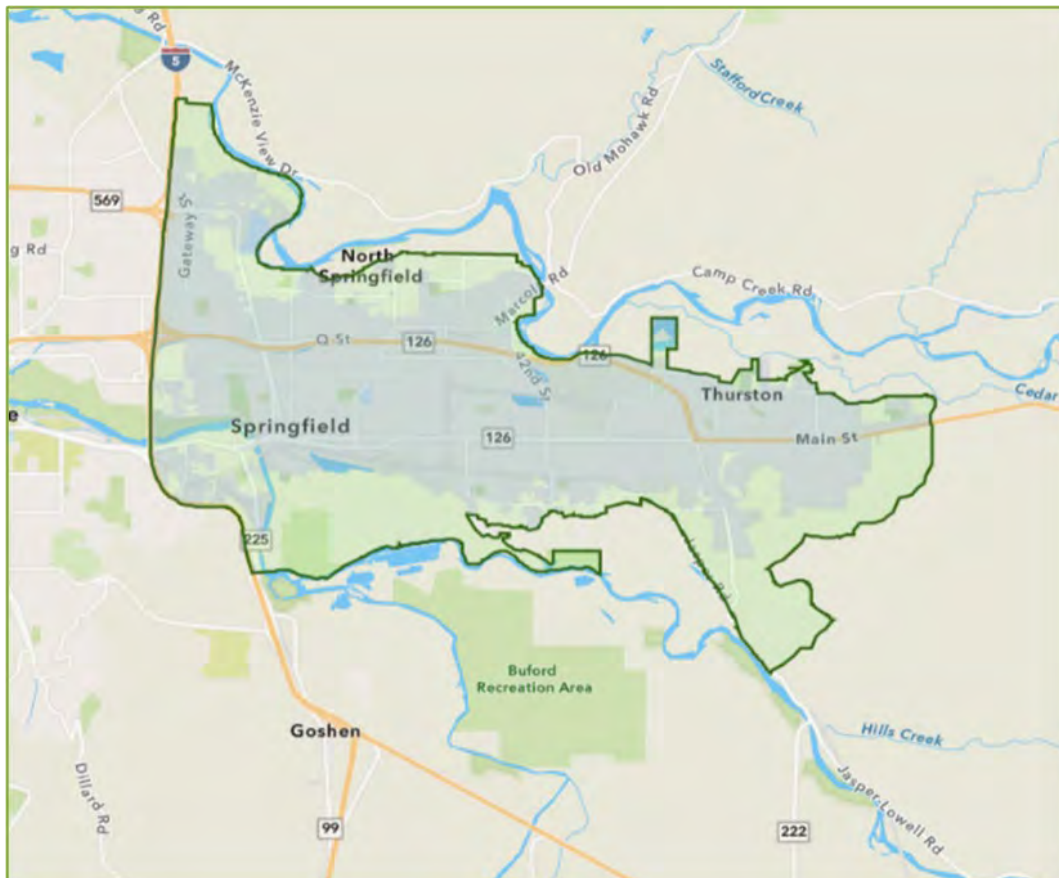 g Rd
5
McKenzie View Dr
Stafford Creek
Old Mohawk Rd
569
Gateway St
g Rd
North
Springfield
Marcola Rd
Camp Creek Rd
Q St
126
126
42nd St
Thurston
Cedar
e
Springfield
126
Main St
225
Jasper Rd
Buford
Recreation Area
Goshen
Hills Creek
Dillard Rd
Jasper Lowell Rd
99
222